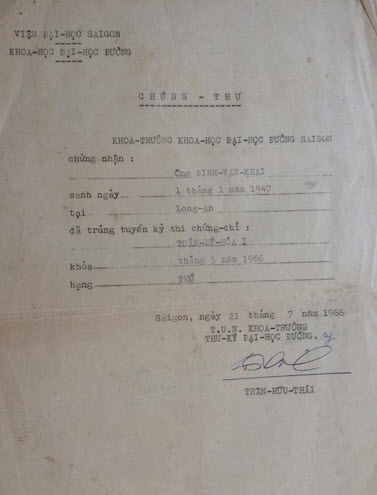 VIỆN ĐẠI-HỌC SAIGON
KHOA-HỌC ĐẠI-HỌC ĐƯỜNG
CHỨNG - THƯ
KHOA-TRƯỞNG KHOA-HỌC ĐẠI-HỌC ĐƯỜNG SAIGON
chứng nhận :
Ông ĐINH-VĂN-KHAI
sanh ngày 1 tháng 1 năm 1947
tại Long-An
đã trúng tuyển kỳ thi chứng-chỉ :
TOÁN-LÝ-HÓA I
khóa tháng 5 năm 1966
hạng THỨ
Saigon, ngày 21 tháng 7 năm 1966
T.U.N. KHOA-TRƯỞNG
THƯ-KÝ ĐẠI-HỌC ĐƯỜNG,
TRẦN-HỮU-THÁI